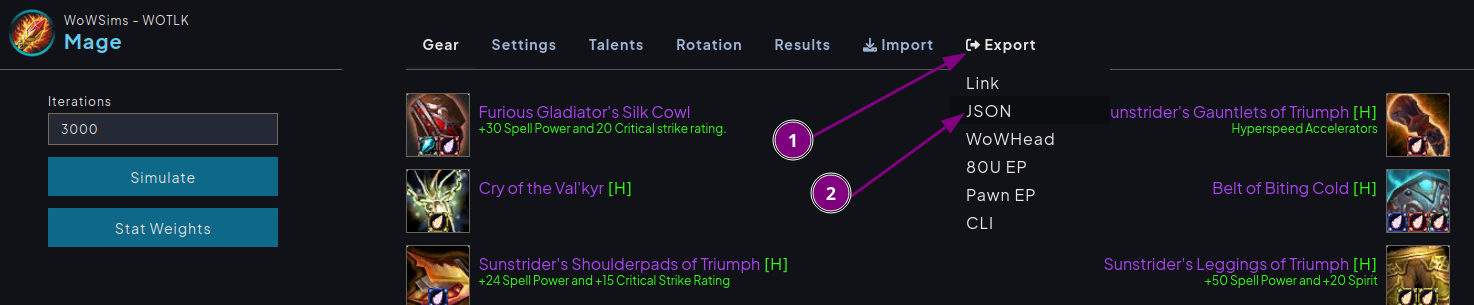 WoWSims - WOTLK
Mage
Gear Settings Talents Rotation Results Import Export
Iterations
3000
Simulate
Stat Weights
Furious Gladiator's Silk Cowl
+30 Spell Power and 20 Critical strike rating.
Cry of the Val'kyr [H]
Sunstrider's Shoulderpads of Triumph [H]
+24 Spell Power and +15 Critical Strike Rating
1
2
Link
JSON
WoWHead
80U EP
Pawn EP
CLI
unstrider's Gauntlets of Triumph [H]
Hyperspeed Accelerators
Belt of Biting Cold [H]
Sunstrider's Leggings of Triumph [H]
+50 Spell Power and +20 Spirit